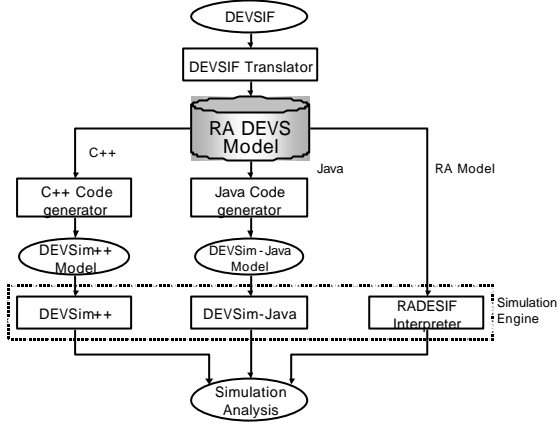 DEVSIF
DEVSIF Translator
RA DEVS
Model
C++
Java
RA Model
C++ Code
generator
Java Code
generator
DEVSim++
Model
DEVSim-Java
Model
DEVSim++
DEVSim-Java
RADESIF
Interpreter
Simulation
Engine
Simulation
Analysis